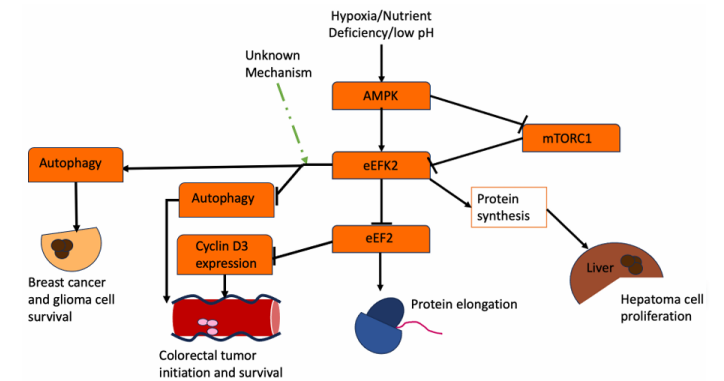 Hypoxia/Nutrient
Deficiency/low pH
Unknown
Mechanism
AMPK
mTORC1
Autophagy
eEFK2
Autophagy
Protein
synthesis
Cyclin D3
expression
eEF2
Liver
Breast cancer
and glioma cell
survival
Protein elongation
Hepatoma cell
proliferation
Colorectal tumor
initiation and survival